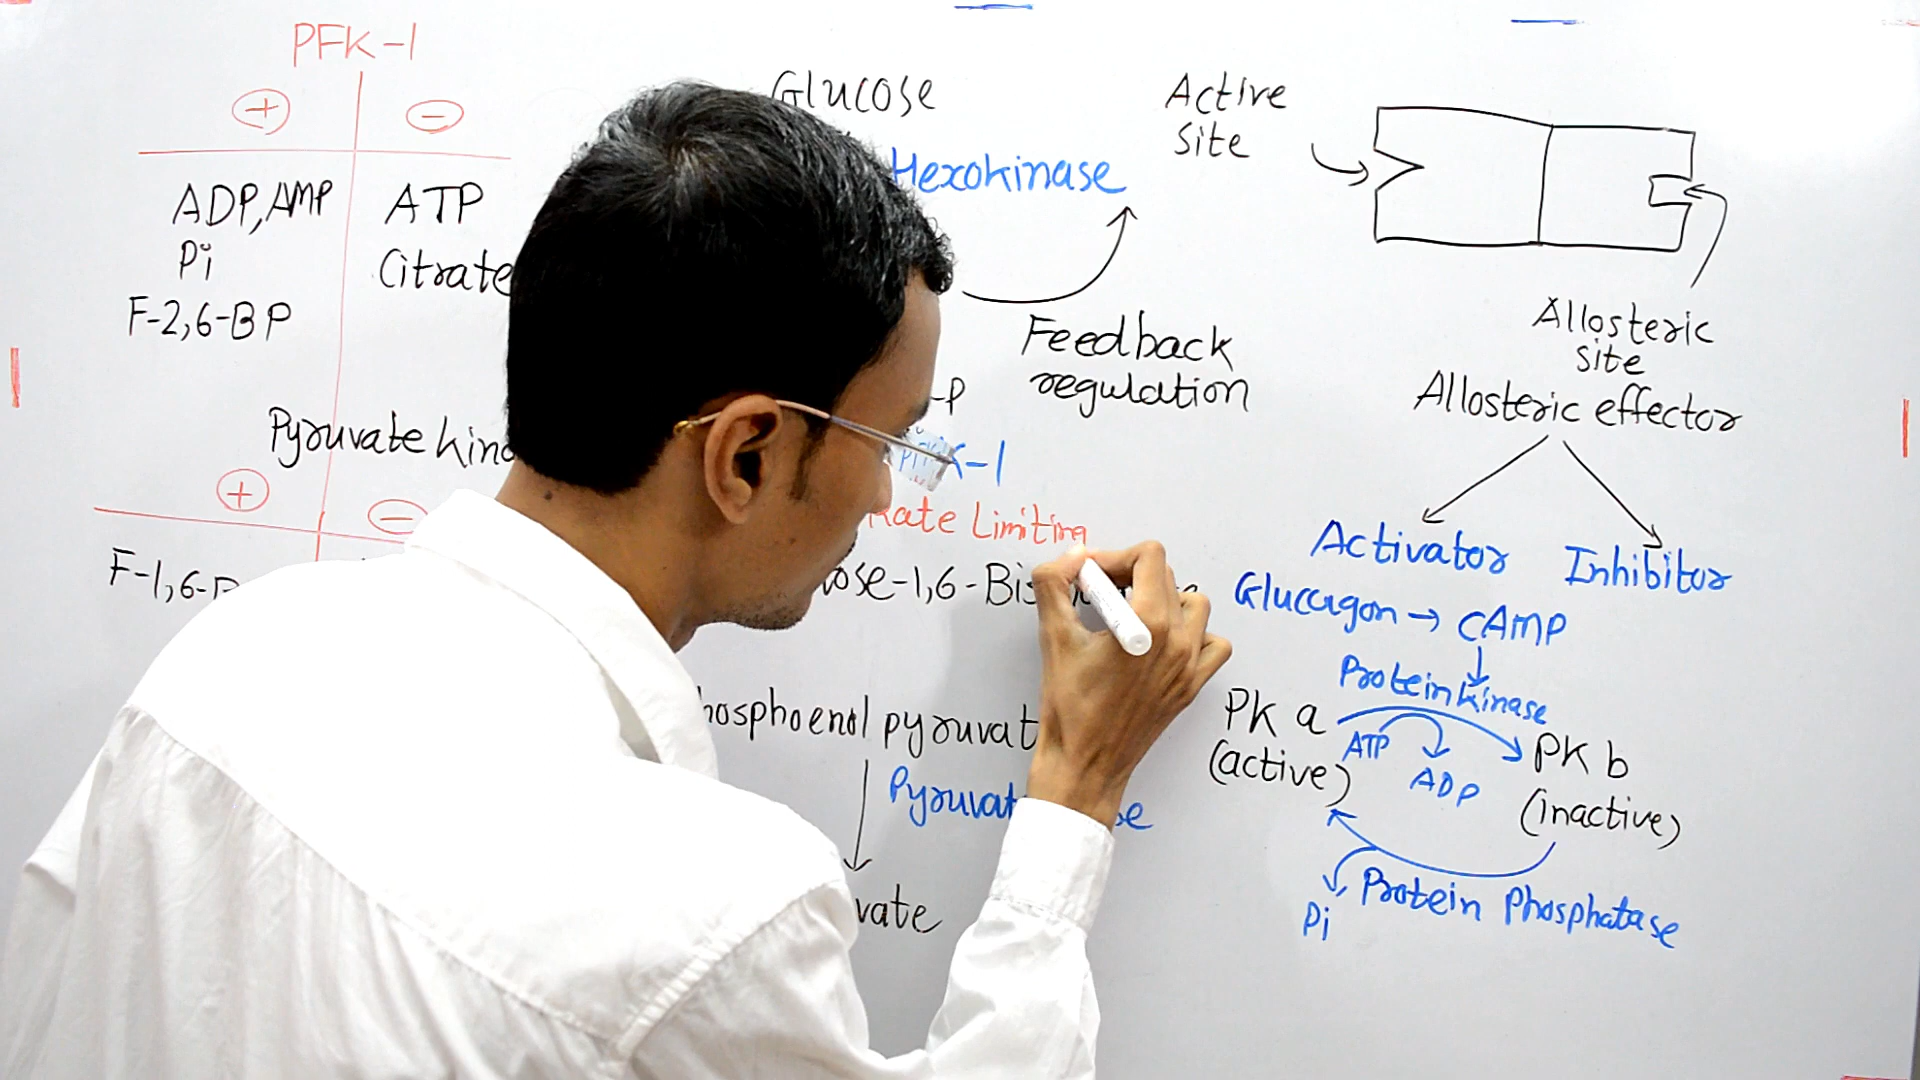 PFK-1
+
-
ADP, AMP
Pi
F-2,6-BP
ATP
Citrate
Pyruvate kin
+
-
F-1,6-
Glucose
Hexokinase
Feedback
regulation
-P
K-1
Rate Limiting
ose-1,6-Bis
hosphoenol pyruvat
Pyruvat
se
vate
Active
Site
Allosteric
Site
Allosteric effector
Activator
Inhibitor
Glucagon → cAMP
Protein kinase
PK a
(active)
ATP
ADP
PK b
(inactive)
Protein Phosphatase
Pi